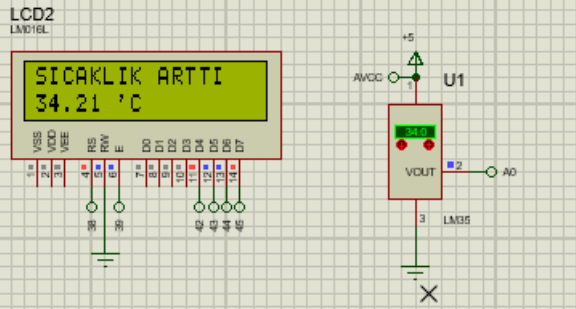 LCD2
LM016L
SICAKLIK ARTTI
34.21 'C
VSS VDD VEE RS RW E D0 D1 D2 D3 D4 D5 D6 D7
1 2 3 4 5 6 7 8 9 10 11 12 13 14
38 39 42 43 44 45
+5
AVCC
1
U1
34.0
VOUT
2
A0
3
LM35